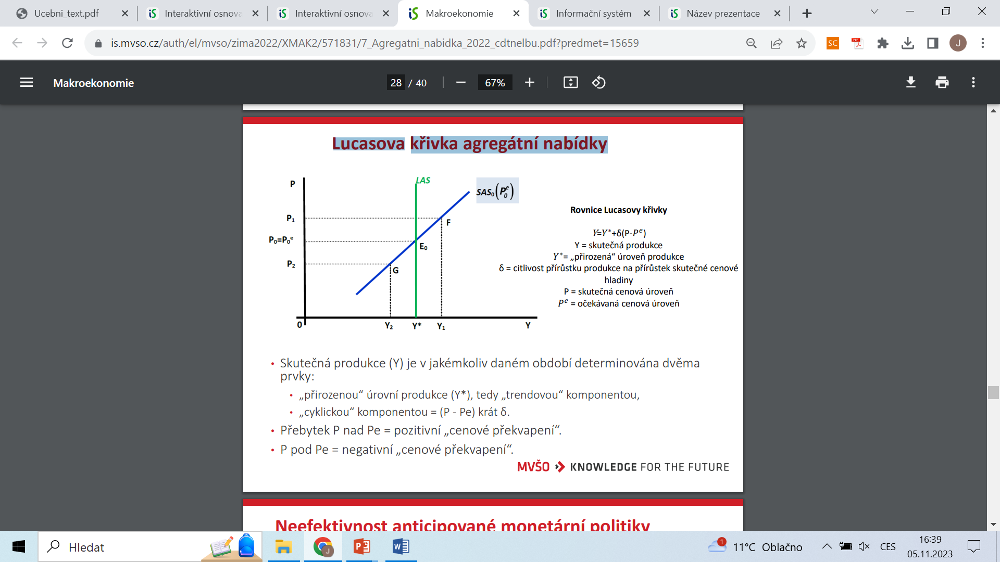 Ucebni_text.pdf
Interaktivní osnova
Interaktivní osnova
Makroekonomie
Informační systém
Název prezentace
is.mvso.cz/auth/el/mvso/zima2022/XMAK2/571831/7_Agregatni_nabidka_2022_cdtnelbu.pdf?predmet=15659
SC
PDF
J
Makroekonomie
28 / 40
67%
Lucasova křivka agregátní nabídky
P
LAS
SAS₀(P₀ᵉ)
P₁
F
P₀=P₀ᵉ
E₀
P₂
G
0
Y₂
Y*
Y₁
Y
Rovnice Lucasovy křivky
Y=Y*+δ(P-Pᵉ)
Y = skutečná produkce
Y*= „přirozená“ úroveň produkce
δ = citlivost přírůstku produkce na přírůstek skutečné cenové
hladiny
P = skutečná cenová úroveň
Pᵉ = očekávaná cenová úroveň
• Skutečná produkce (Y) je v jakémkoliv daném období determinována dvěma
prvky:
• „přirozenou“ úrovní produkce (Y*), tedy „trendovou“ komponentou,
• „cyklickou“ komponentou = (P - Pe) krát δ.
• Přebytek P nad Pe = pozitivní „cenové překvapení“.
• P pod Pe = negativní „cenové překvapení“.
MVŠO KNOWLEDGE FOR THE FUTURE
Neefektivnost anticipované monetární politiky
Hledat
J
P
W
1
11°C Oblačno
CES
16:39
05.11.2023